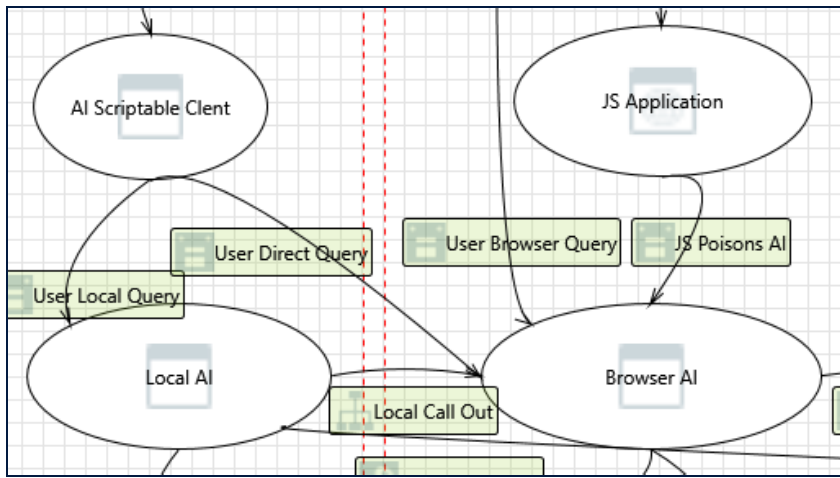 AI Scriptable Clent
JS Application
User Direct Query
User Browser Query
JS Poisons AI
User Local Query
Local AI
Browser AI
Local Call Out